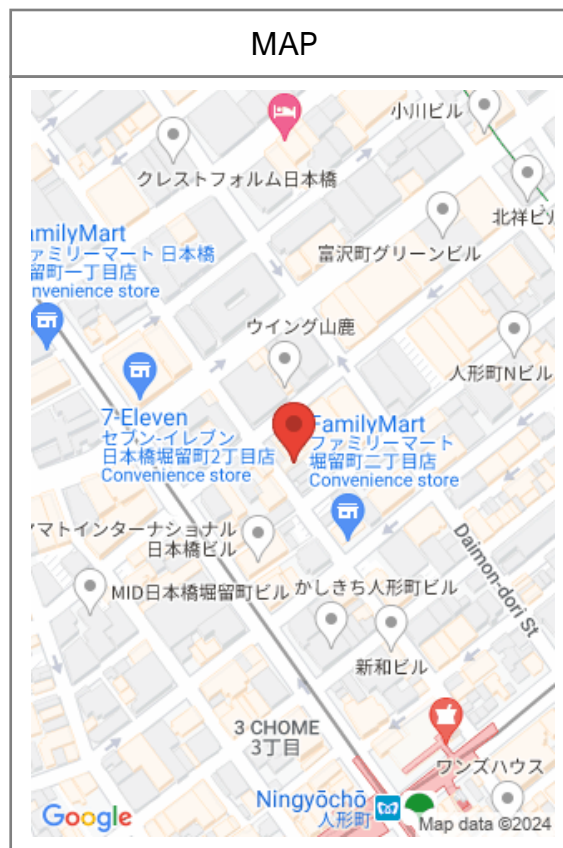 MAP
小川ビル
クレストフォルム日本橋
北祥ビル
富沢町グリーンビル
amilyMart
ァミリーマート 日本橋
留町一丁目店
nvenience store
ウイング山鹿
人形町Nビル
7-Eleven
セブン-イレブン
日本橋堀留町2丁目店
Convenience store
FamilyMart
ファミリーマート
堀留町二丁目店
Convenience store
ヤマトインターナショナル
日本橋ビル
Daimon-dori St
MID日本橋堀留町ビル
かしきち人形町ビル
新和ビル
3 CHOME
3丁目
ワンズハウス
Ningyōchō
人形町
Google
Map data ©2024